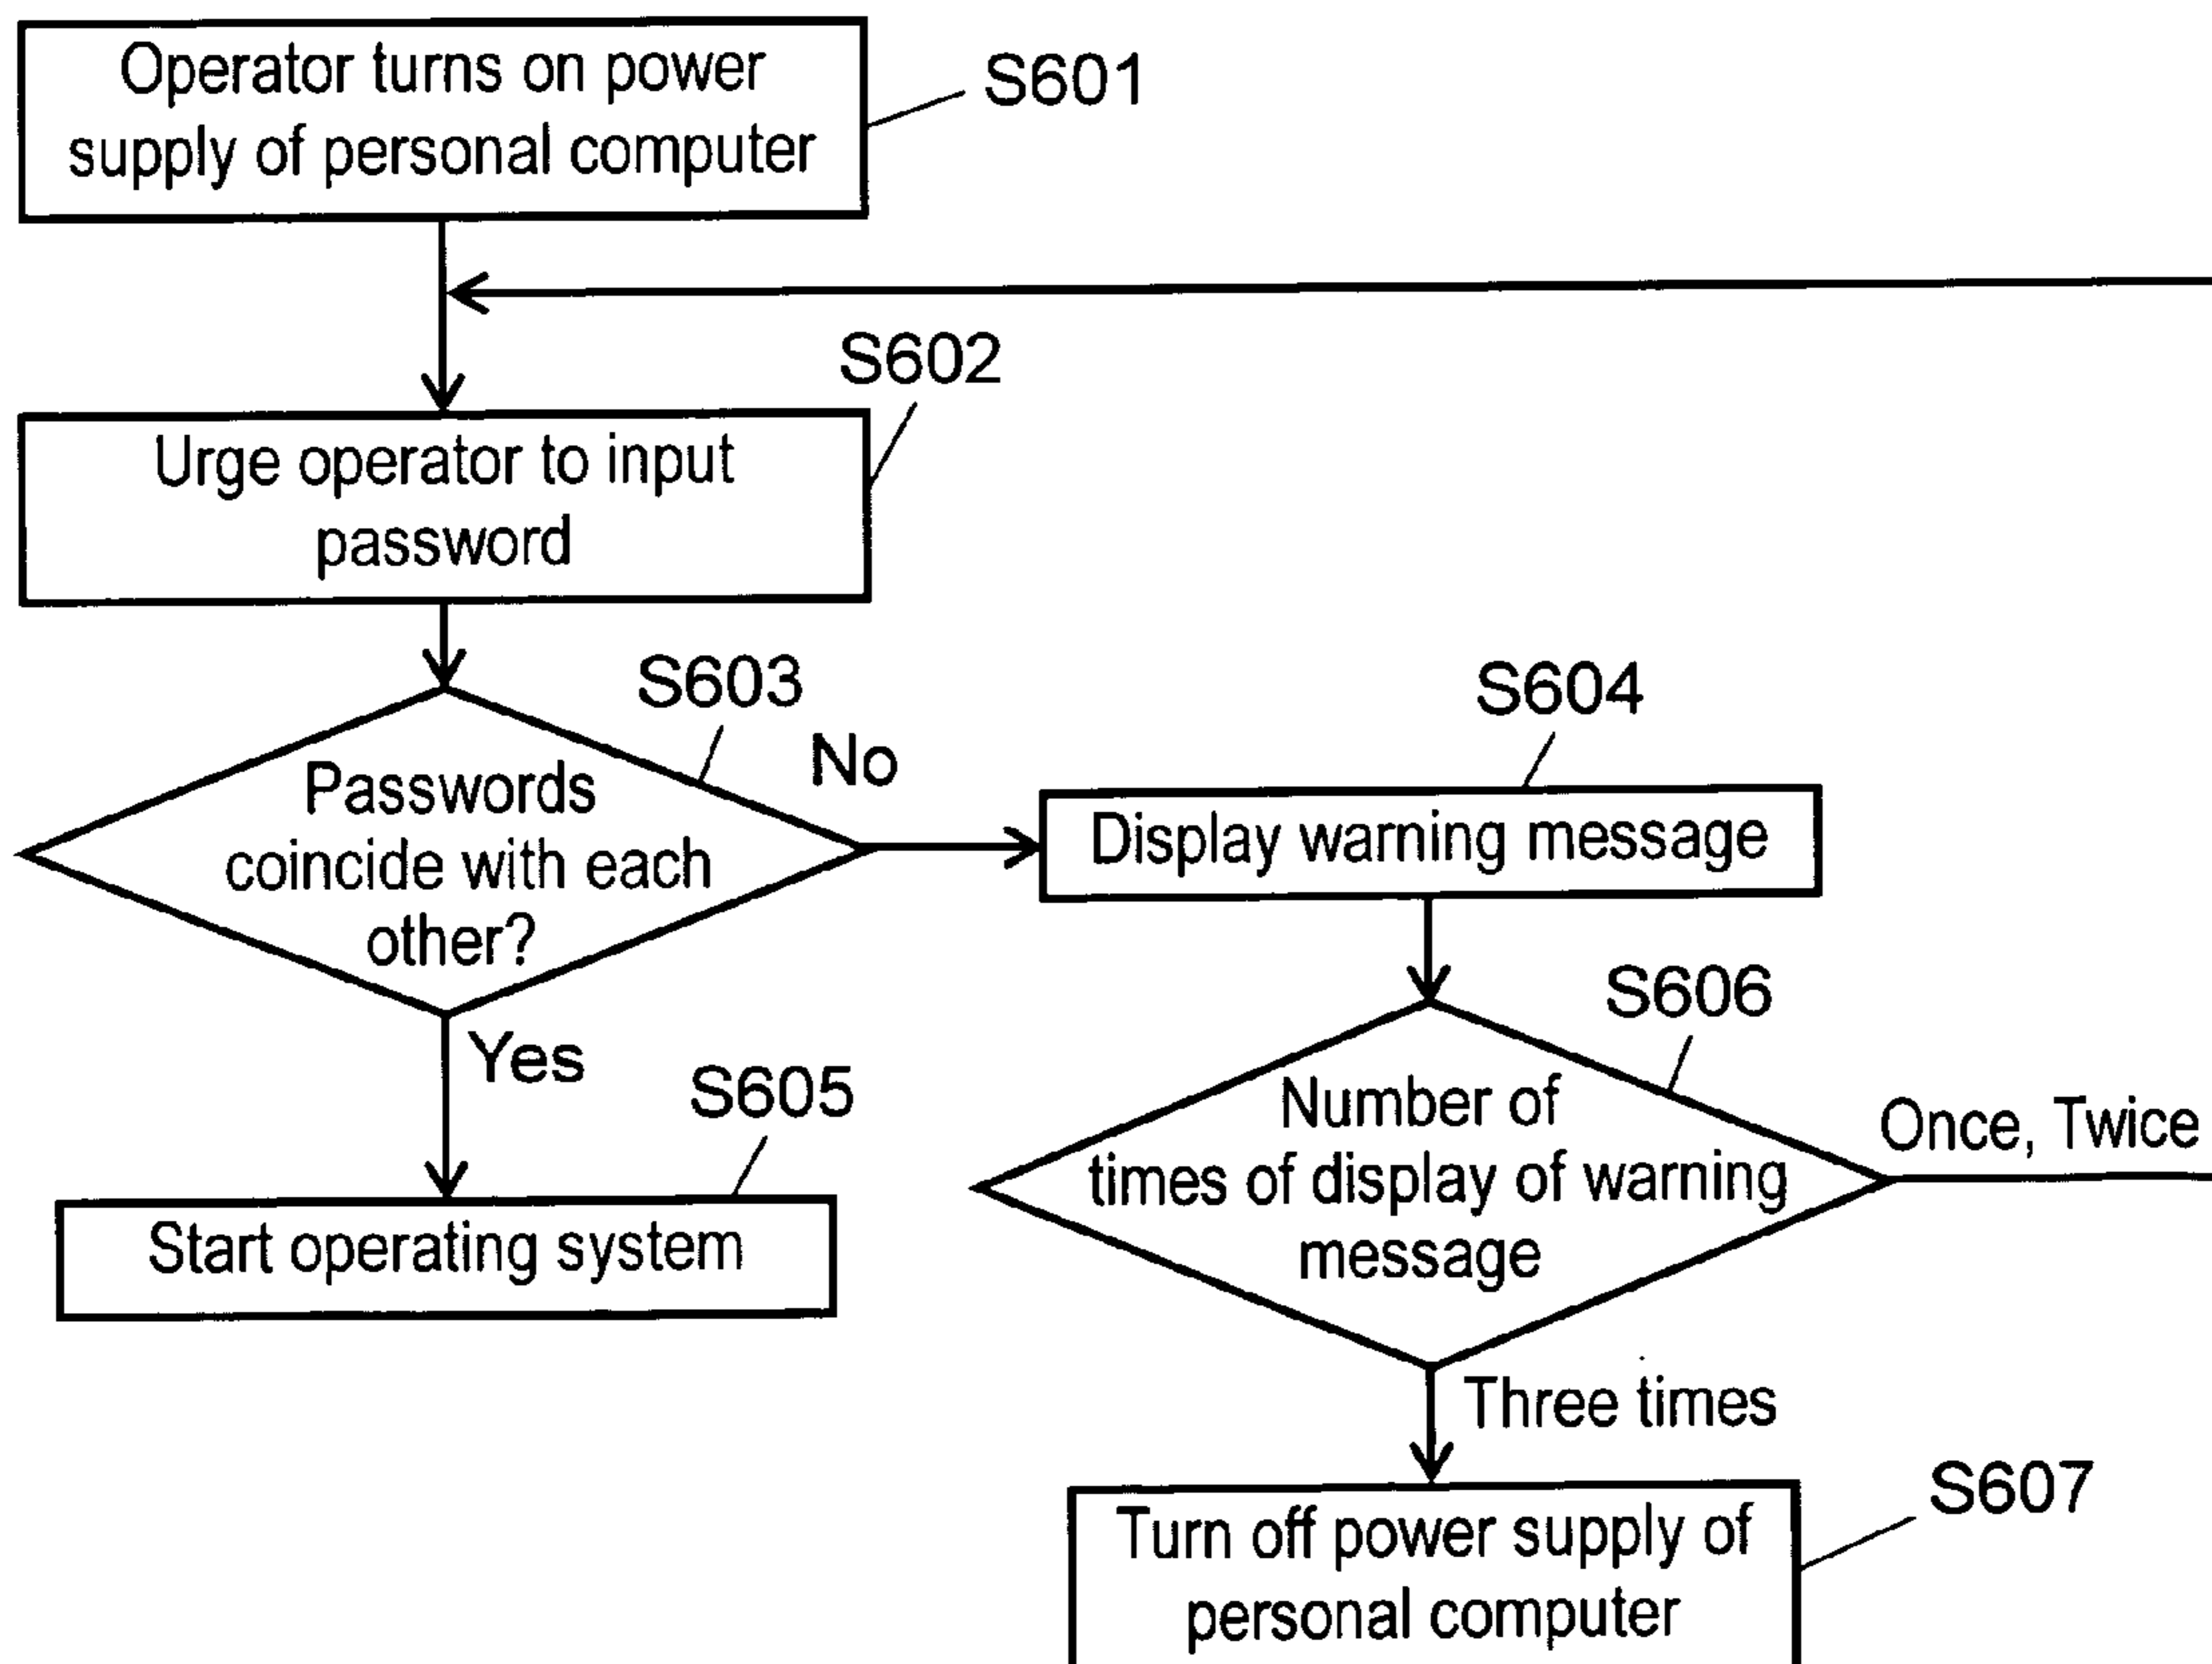 Operator turns on power
supply of personal computer
S601
S602
Urge operator to input
password
S603
No
Passwords
coincide with each
other?
S604
Display warning message
Yes
S605
Start operating system
S606
Number of
times of display of warning
message
Once, Twice
Three times
S607
Turn off power supply of
personal computer